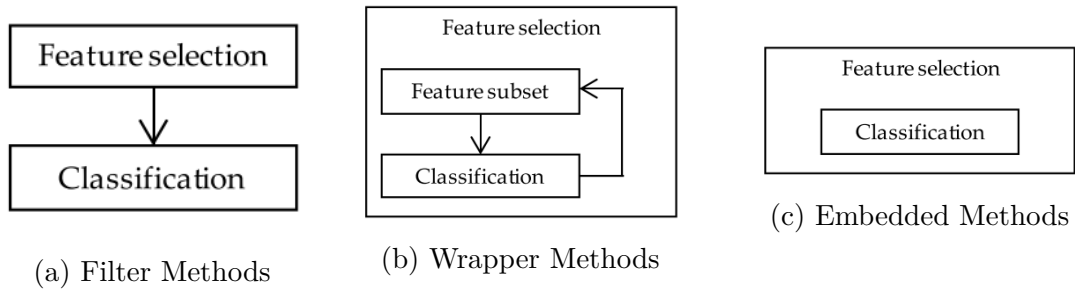 Feature selection
Classification
(a) Filter Methods
Feature selection
Feature subset
Classification
(b) Wrapper Methods
Feature selection
Classification
(c) Embedded Methods